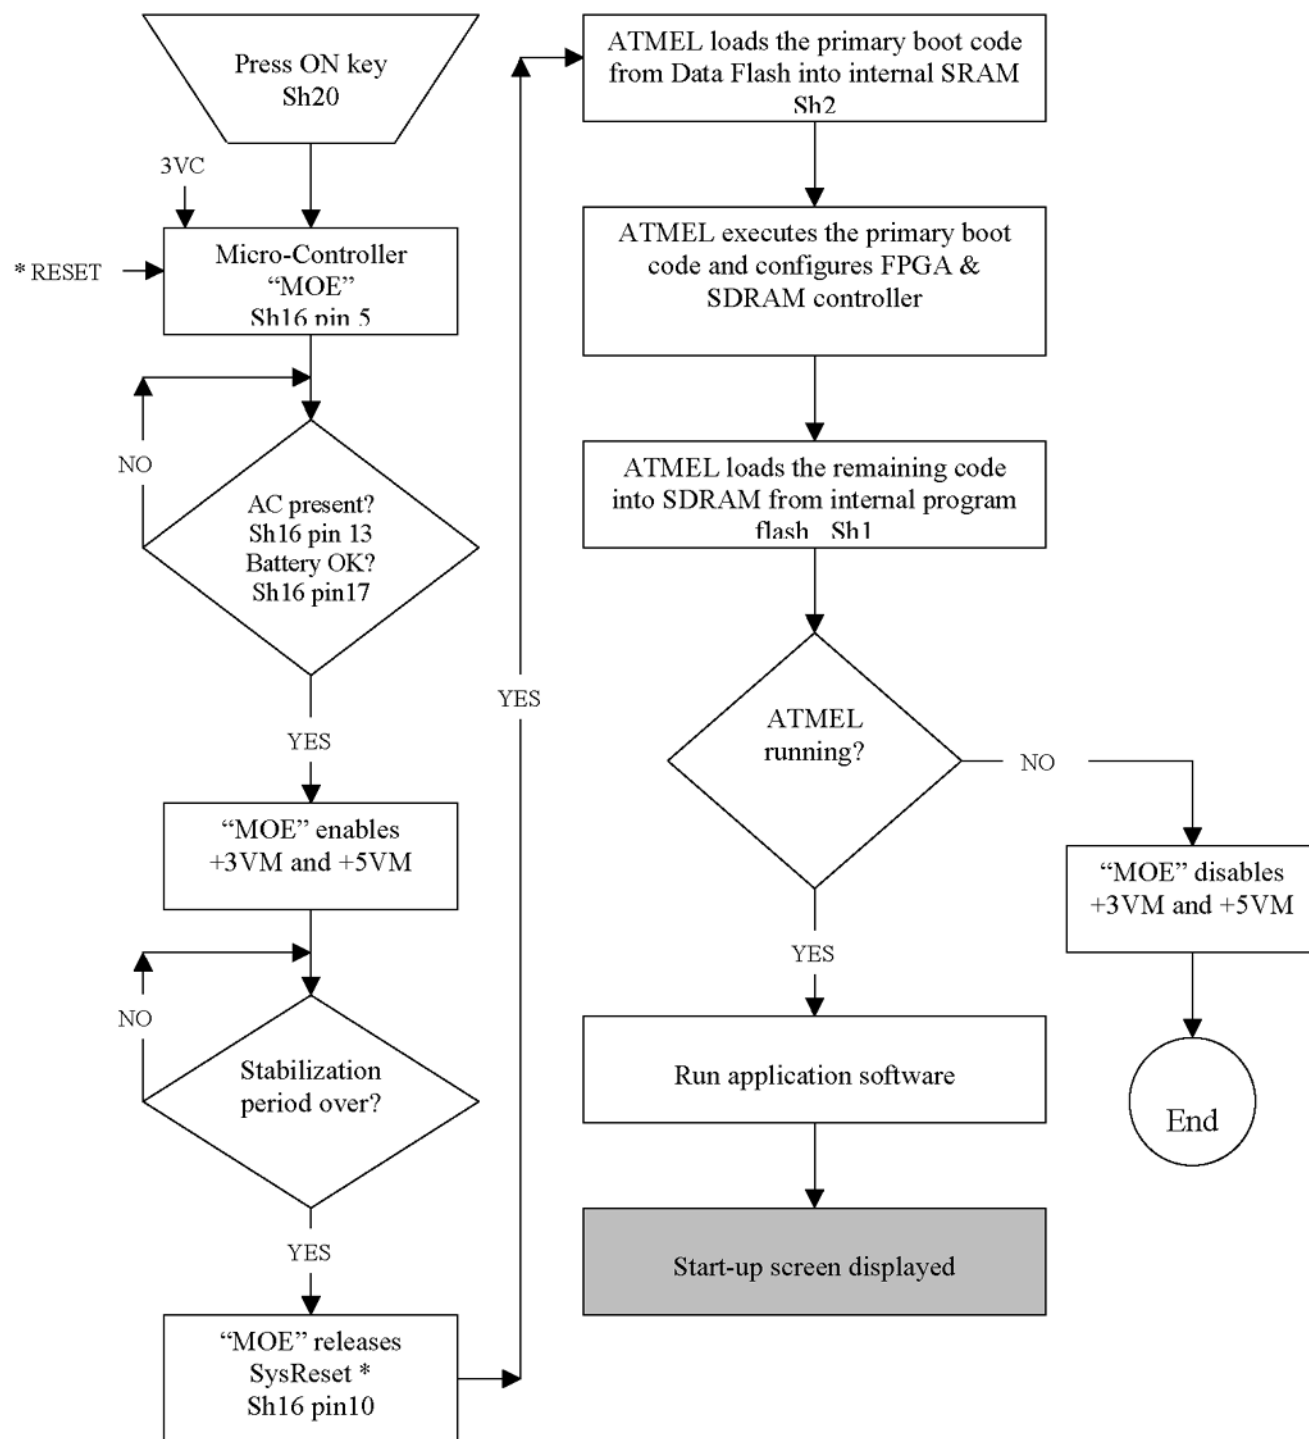 Press ON key
Sh20
3VC
* RESET
Micro-Controller
“MOE”
Sh16 pin 5
NO
AC present?
Sh16 pin 13
Battery OK?
Sh16 pin17
YES
“MOE” enables
+3VM and +5VM
NO
Stabilization
period over?
YES
“MOE” releases
SysReset *
Sh16 pin10
YES
ATMEL loads the primary boot code
from Data Flash into internal SRAM
Sh2
ATMEL executes the primary boot
code and configures FPGA &
SDRAM controller
ATMEL loads the remaining code
into SDRAM from internal program
flash Sh1
ATMEL
running?
NO
“MOE” disables
+3VM and +5VM
End
YES
Run application software
Start-up screen displayed